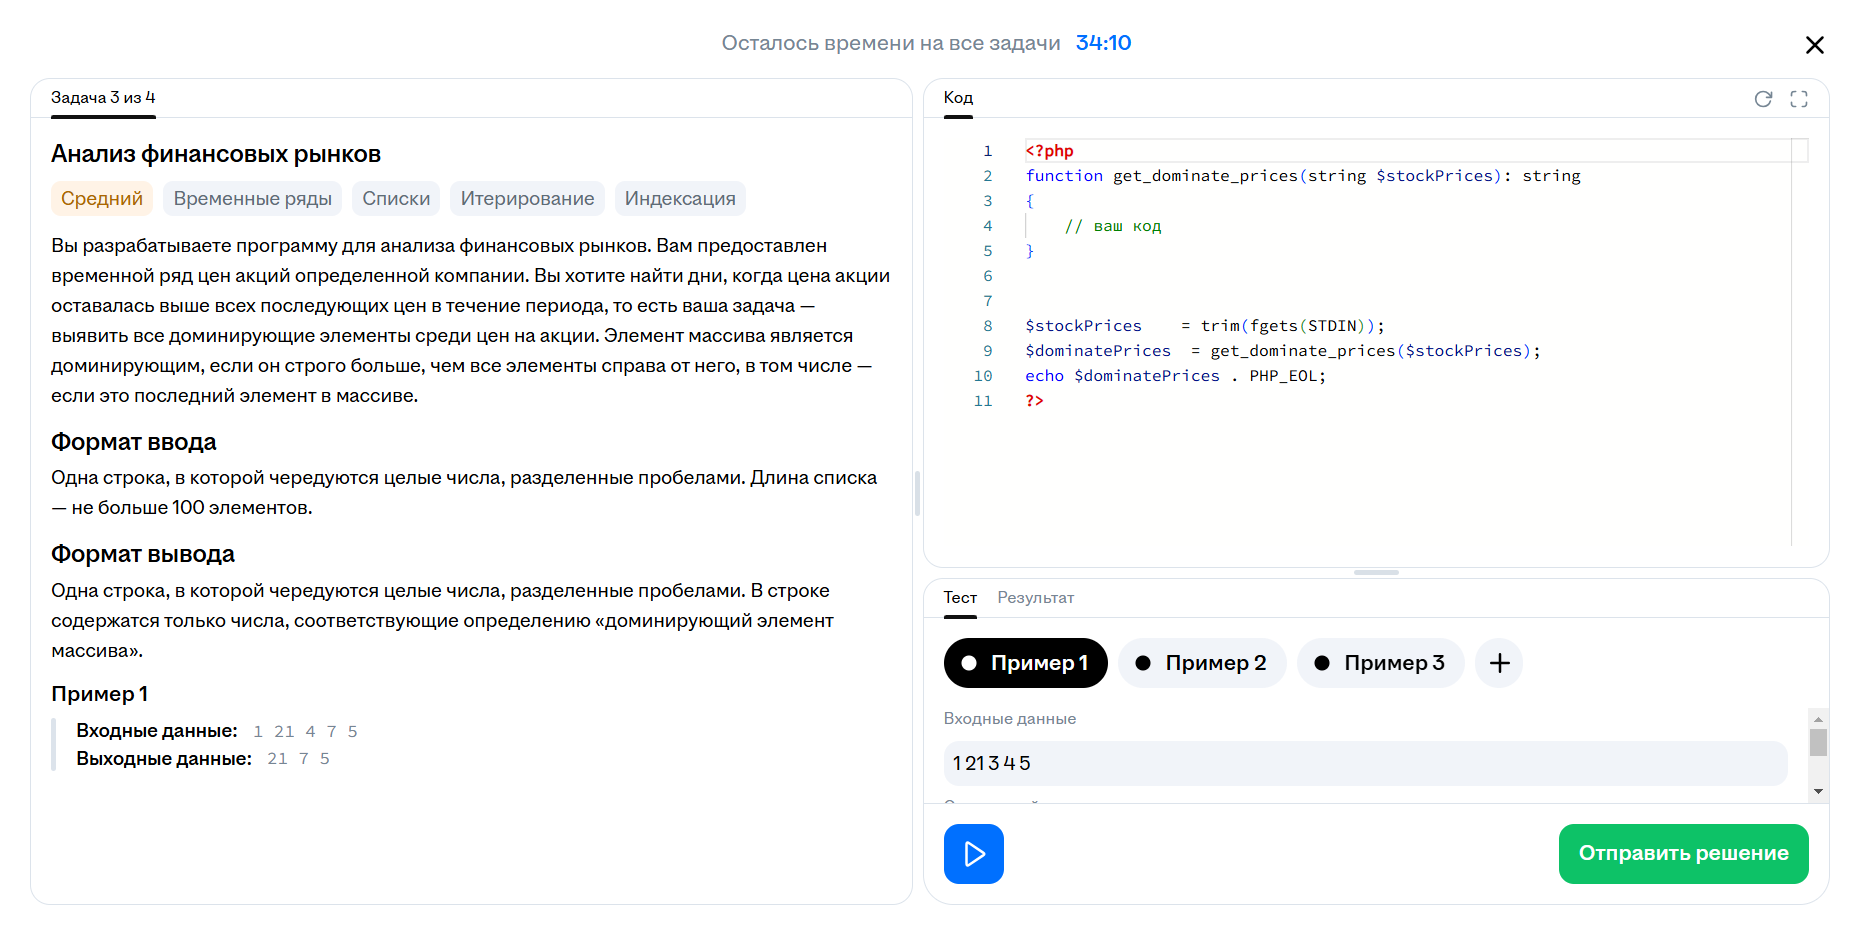 Осталось времени на все задачи 34:10
Задача 3 из 4
Анализ финансовых рынков
Средний Временные ряды Списки Итерирование Индексация
Вы разрабатываете программу для анализа финансовых рынков. Вам предоставлен
временной ряд цен акций определенной компании. Вы хотите найти дни, когда цена акции
оставалась выше всех последующих цен в течение периода, то есть ваша задача —
выявить все доминирующие элементы среди цен на акции. Элемент массива является
доминирующим, если он строго больше, чем все элементы справа от него, в том числе —
если это последний элемент в массиве.
Формат ввода
Одна строка, в которой чередуются целые числа, разделенные пробелами. Длина списка
— не больше 100 элементов.
Формат вывода
Одна строка, в которой чередуются целые числа, разделенные пробелами. В строке
содержатся только числа, соответствующие определению «доминирующий элемент
массива».
Пример 1
Входные данные: 1 21 4 7 5
Выходные данные: 21 7 5
Код
1 <?php
2 function get_dominate_prices(string $stockPrices): string
3 {
4 // ваш код
5 }
6
7
8 $stockPrices = trim(fgets(STDIN));
9 $dominatePrices = get_dominate_prices($stockPrices);
10 echo $dominatePrices . PHP_EOL;
11 ?>
Тест Результат
Пример 1 Пример 2 Пример 3
Входные данные
1 21 3 4 5
Отправить решение